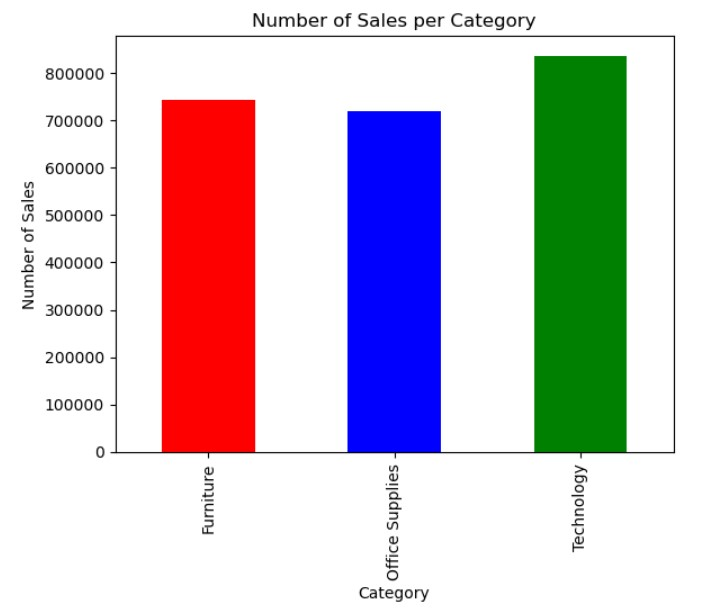 Number of Sales per Category
Number of Sales
800000
700000
600000
500000
400000
300000
200000
100000
0
Furniture
Office Supplies
Technology
Category